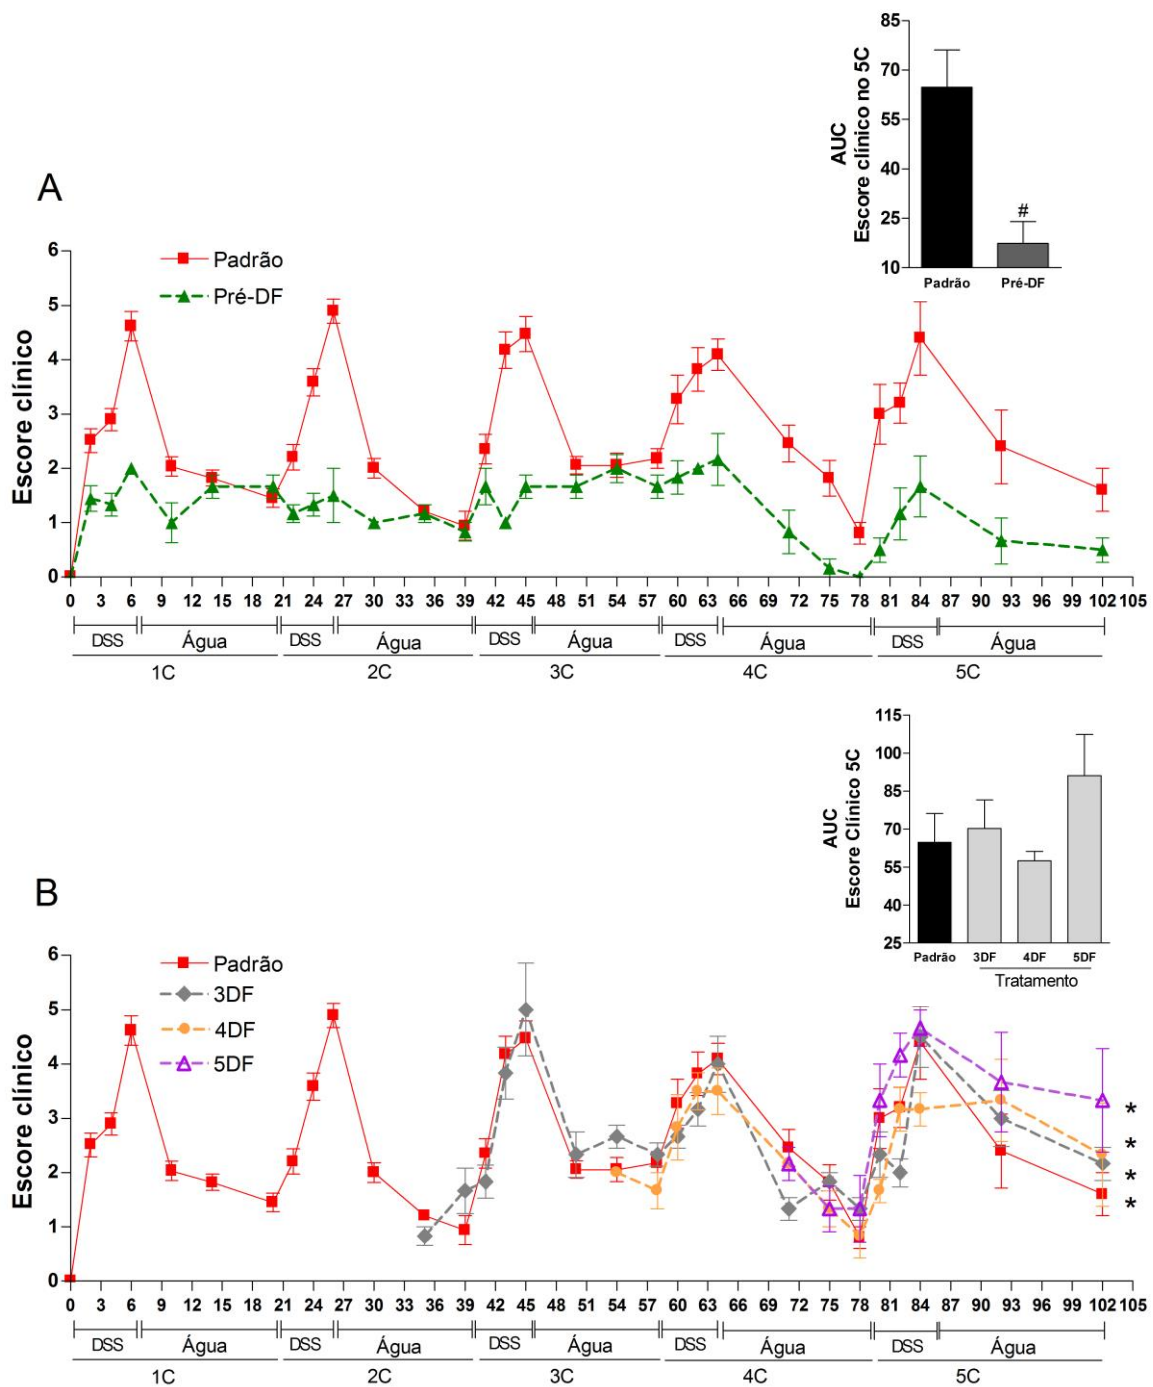 85
70
55
40
25
10
AUC
Escore clínico no 5C
#
Padrão Pré-DF
A
Padrão
Pré-DF
Escore clínico
6
5
4
3
2
1
0
0 3 6 9 12 15 18 21 24 27 30 33 36 39 42 45 48 51 54 57 60 63 66 69 72 75 78 81 84 87 90 93 96 99 102 105
DSS Água DSS Água DSS Água DSS Água DSS Água
1C 2C 3C 4C 5C
115
100
85
70
55
40
25
AUC
Escore Clínico 5C
Padrão 3DF 4DF 5DF
Tratamento
B
Padrão
3DF
4DF
5DF
Escore clínico
6
5
4
3
2
1
0
*
*
*
*
0 3 6 9 12 15 18 21 24 27 30 33 36 39 42 45 48 51 54 57 60 63 66 69 72 75 78 81 84 87 90 93 96 99 102 105
DSS Água DSS Água DSS Água DSS Água DSS Água
1C 2C 3C 4C 5C